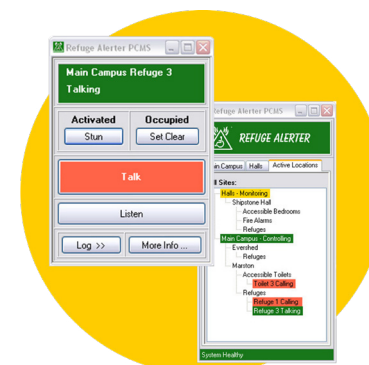 Refuge Alerter PCMS
Main Campus Refuge 3
Talking
Activated
Occupied
Stun
Set Clear
Talk
Listen
Log >>
More Info ...
Refuge Alerter PCMS
REFUGE ALERTER
Halls
Active Locations
Sites:
Halls - Monitoring
Shipstone Hall
Accessible Bedrooms
Fire Alarms
Refuges
Main Campus - Controlling
Evershed
Refuges
Marston
Accessible Toilets
Toilet 3 Calling
Refuges
Refuge 1 Calling
Refuge 3 Talking
System Healthy